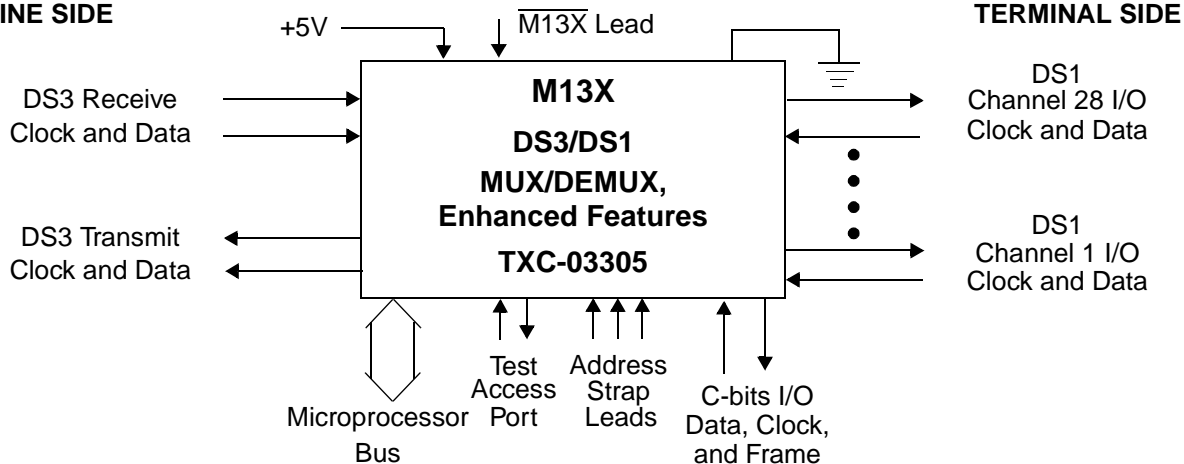 INE SIDE
TERMINAL SIDE
+5V
M13X Lead
DS3 Receive
Clock and Data
DS3 Transmit
Clock and Data
M13X
DS3/DS1
MUX/DEMUX,
Enhanced Features
TXC-03305
DS1
Channel 28 I/O
Clock and Data
DS1
Channel 1 I/O
Clock and Data
Microprocessor
Bus
Test
Access
Port
Address
Strap
Leads
C-bits I/O
Data, Clock,
and Frame